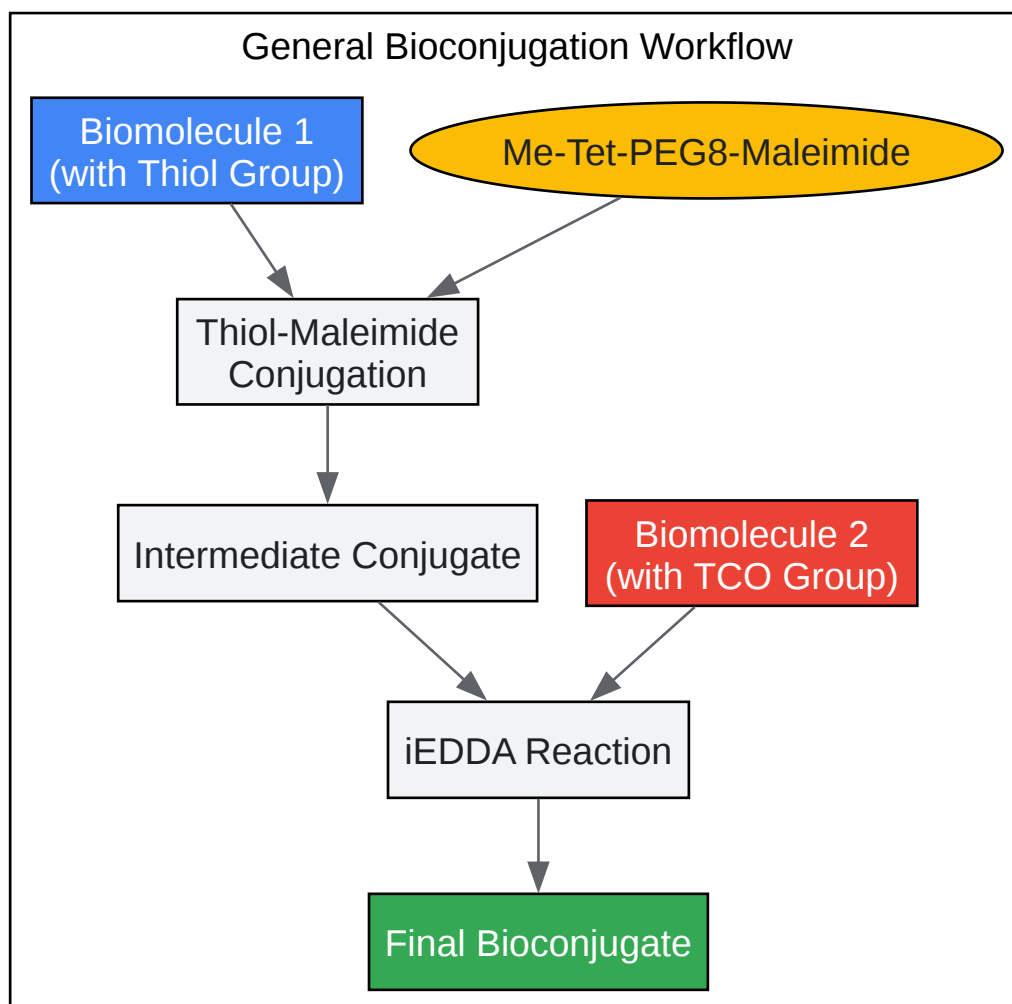 General Bioconjugation Workflow
Biomolecule 1
(with Thiol Group)
Me-Tet-PEG8-Maleimide
Thiol-Maleimide
Conjugation
Intermediate Conjugate
Biomolecule 2
(with TCO Group)
iEDDA Reaction
Final Bioconjugate